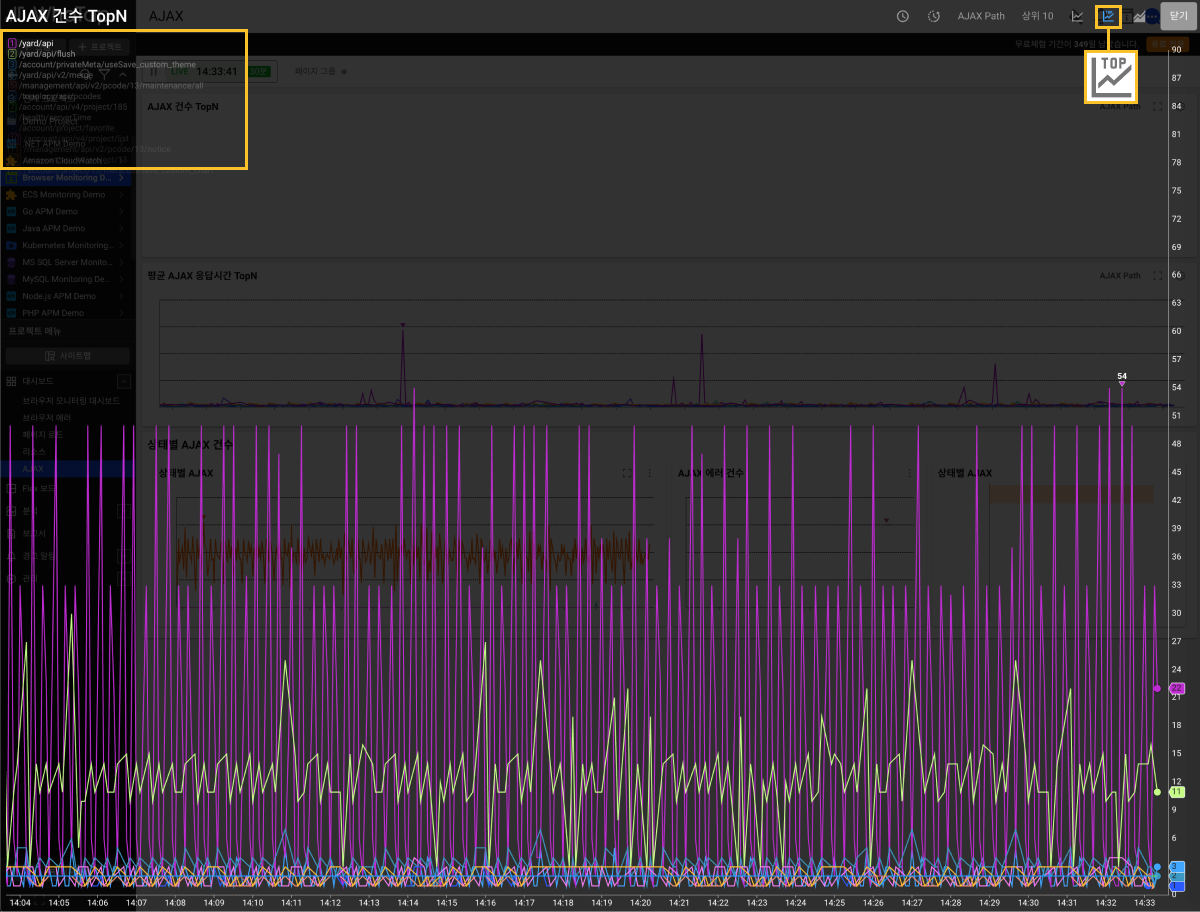 AJAX 건수 TopN
AJAX
AJAX Path
상위 10
닫기
+ 프로젝트
무료체험 기간이 349일 남았습니다.
1 /yard/api
2 /yard/api/flush
/account/privateMeta/useSave_custom_theme
/yard/api/v2/merge
/management/api/v2/pcode/13/maintenance/all
/account/api/v4/project/185
/health/serverTime
/account/project/favorite
/management/api/v2/pcode/13/notice
LIVE 14:33:41
페이지 그룹
TOP
AJAX 건수 TopN
AJAX Path
Demo Project
.NET APM Demo
Amazon CloudWatch
Browser Monitoring D...
ECS Monitoring Demo
Go APM Demo
Java APM Demo
Kubernetes Monitoring...
MS SQL Server Monito...
MySQL Monitoring De...
Node.js APM Demo
PHP APM Demo
평균 AJAX 응답시간 TopN
AJAX Path
프로젝트 메뉴
사이트맵
대시보드
브라우저 모니터링 대시보드
브라우저 에러
페이지 로드
리소스
AJAX
Flex 보드
분석
보고서
경고 알림
관리
상태별 AJAX 건수
상태별 AJAX
AJAX 에러 건수
상태별 AJAX
54
90
87
84
81
78
75
72
69
66
63
60
57
54
51
48
45
42
39
36
33
30
27
24
22
21
18
15
12
11
9
6
3
2
1
0
14:04 14:05 14:06 14:07 14:08 14:09 14:10 14:11 14:12 14:13 14:14 14:15 14:16 14:17 14:18 14:19 14:20 14:21 14:22 14:23 14:24 14:25 14:26 14:27 14:28 14:29 14:30 14:31 14:32 14:33